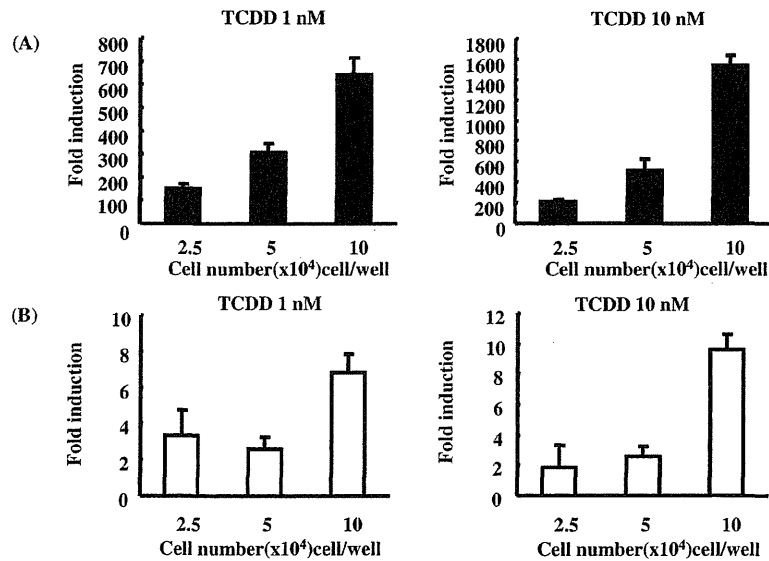 (A)
TCDD 1 nM
Fold induction
800
700
600
500
400
300
200
100
0
2.5 5 10
Cell number(x10⁴)cell/well
TCDD 10 nM
Fold induction
1800
1600
1400
1200
1000
800
600
400
200
0
2.5 5 10
Cell number(x10⁴)cell/well
(B)
TCDD 1 nM
Fold induction
10
8
6
4
2
0
2.5 5 10
Cell number(x10⁴)cell/well
TCDD 10 nM
Fold induction
12
10
8
6
4
2
0
2.5 5 10
Cell number(x10⁴)cell/well